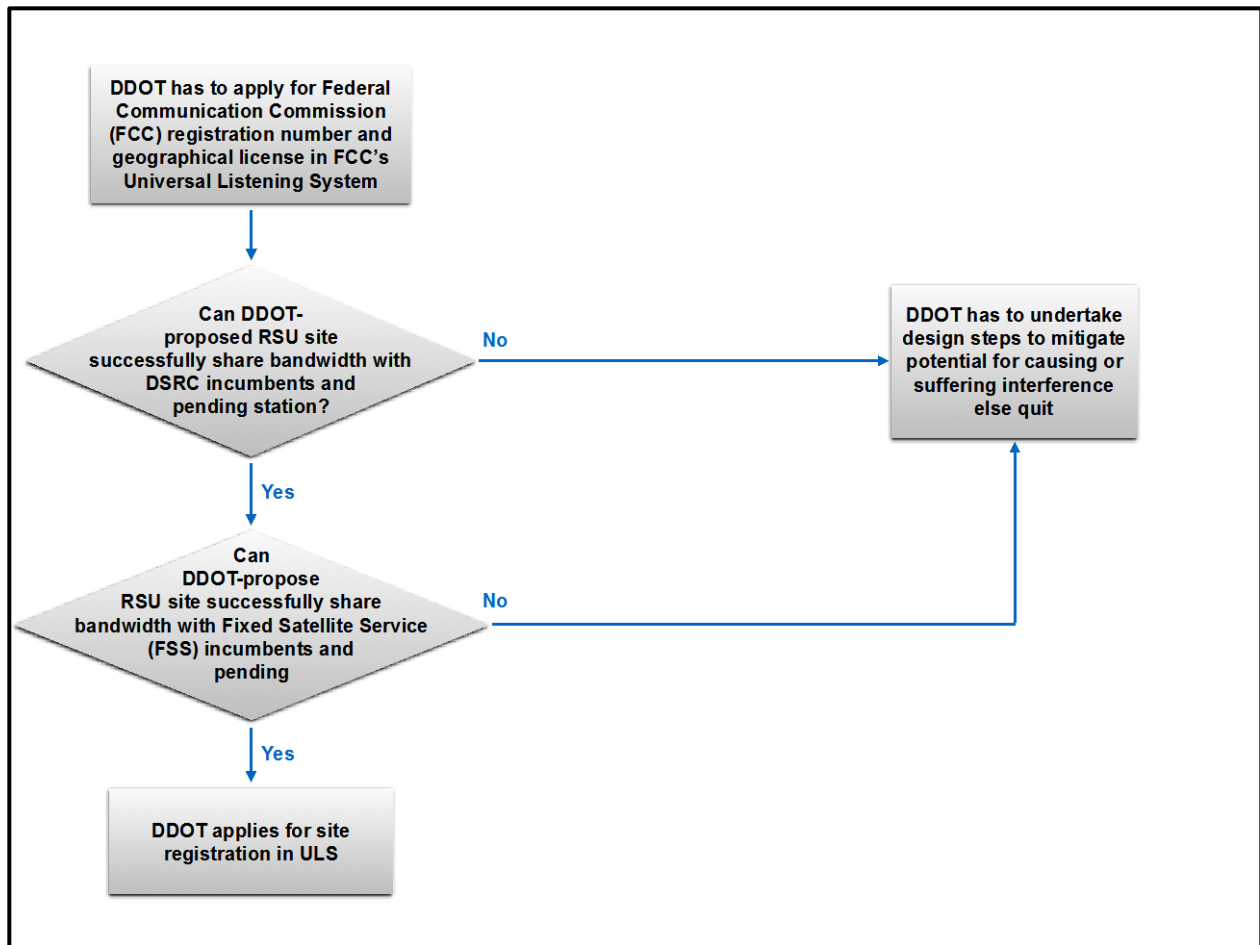 DDOT has to apply for Federal
Communication Commission
(FCC) registration number and
geographical license in FCC's
Universal Listening System
Can DDOT-
proposed RSU site
successfully share bandwidth with
DSRC incumbents and
pending station?
No
DDOT has to undertake
design steps to mitigate
potential for causing or
suffering interference
else quit
Yes
Can
DDOT-propose
RSU site successfully share
bandwidth with Fixed Satellite Service
(FSS) incumbents and
pending
No
Yes
DDOT applies for site
registration in ULS